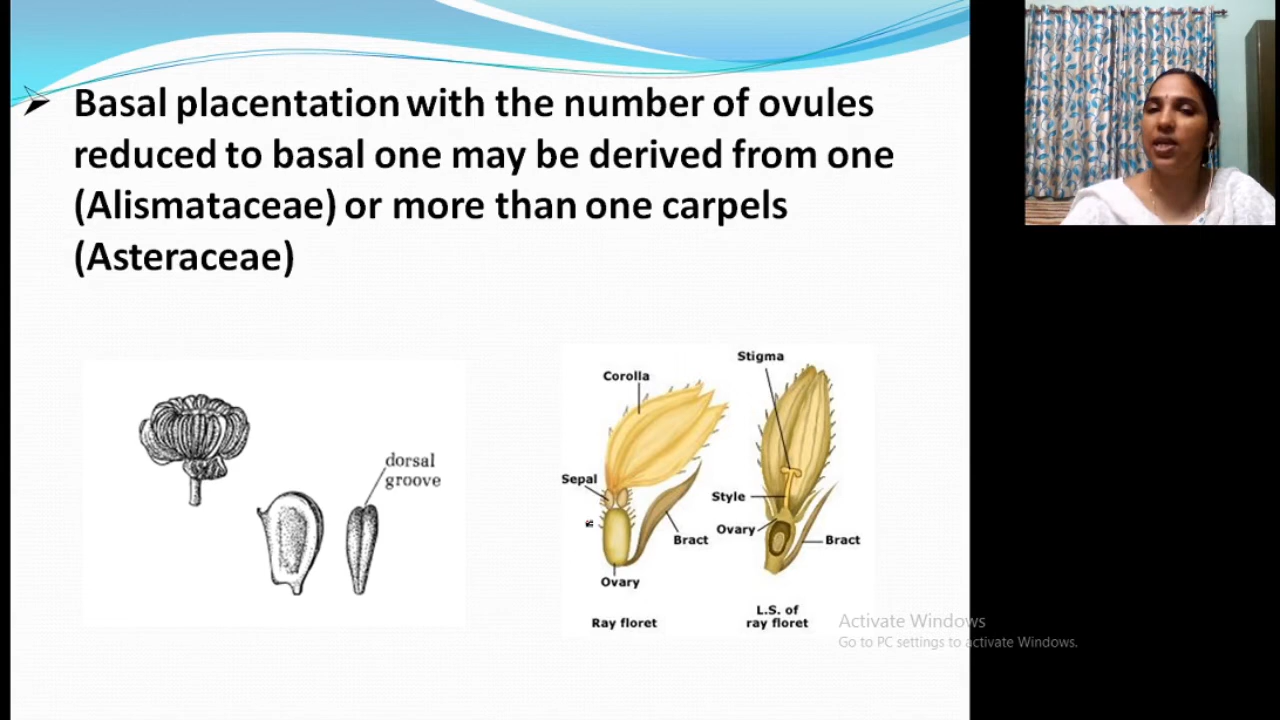 Basal placentation with the number of ovules
reduced to basal one may be derived from one
(Alismataceae) or more than one carpels
(Asteraceae)
dorsal
groove
Stigma
Corolla
Sepal
Style
Ovary
Bract
Bract
Ovary
Ray floret
L.S. of
ray floret
Activate Windows
Go to PC settings to activate Windows.